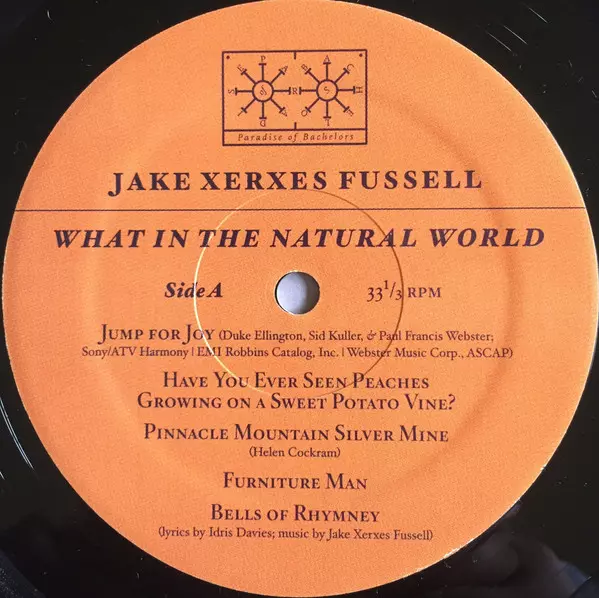 Paradise of Bachelors
JAKE XERXES FUSSELL
WHAT IN THE NATURAL WORLD
Side A 33 1/3 RPM
JUMP FOR JOY (Duke Ellington, Sid Kuller, & Paul Francis Webster;
Sony/ATV Harmony | EMI Robbins Catalog, Inc. | Webster Music Corp., ASCAP)
HAVE YOU EVER SEEN PEACHES
GROWING ON A SWEET POTATO VINE?
PINNACLE MOUNTAIN SILVER MINE
(Helen Cockram)
FURNITURE MAN
BELLS OF RHYMNEY
(lyrics by Idris Davies; music by Jake Xerxes Fussell)